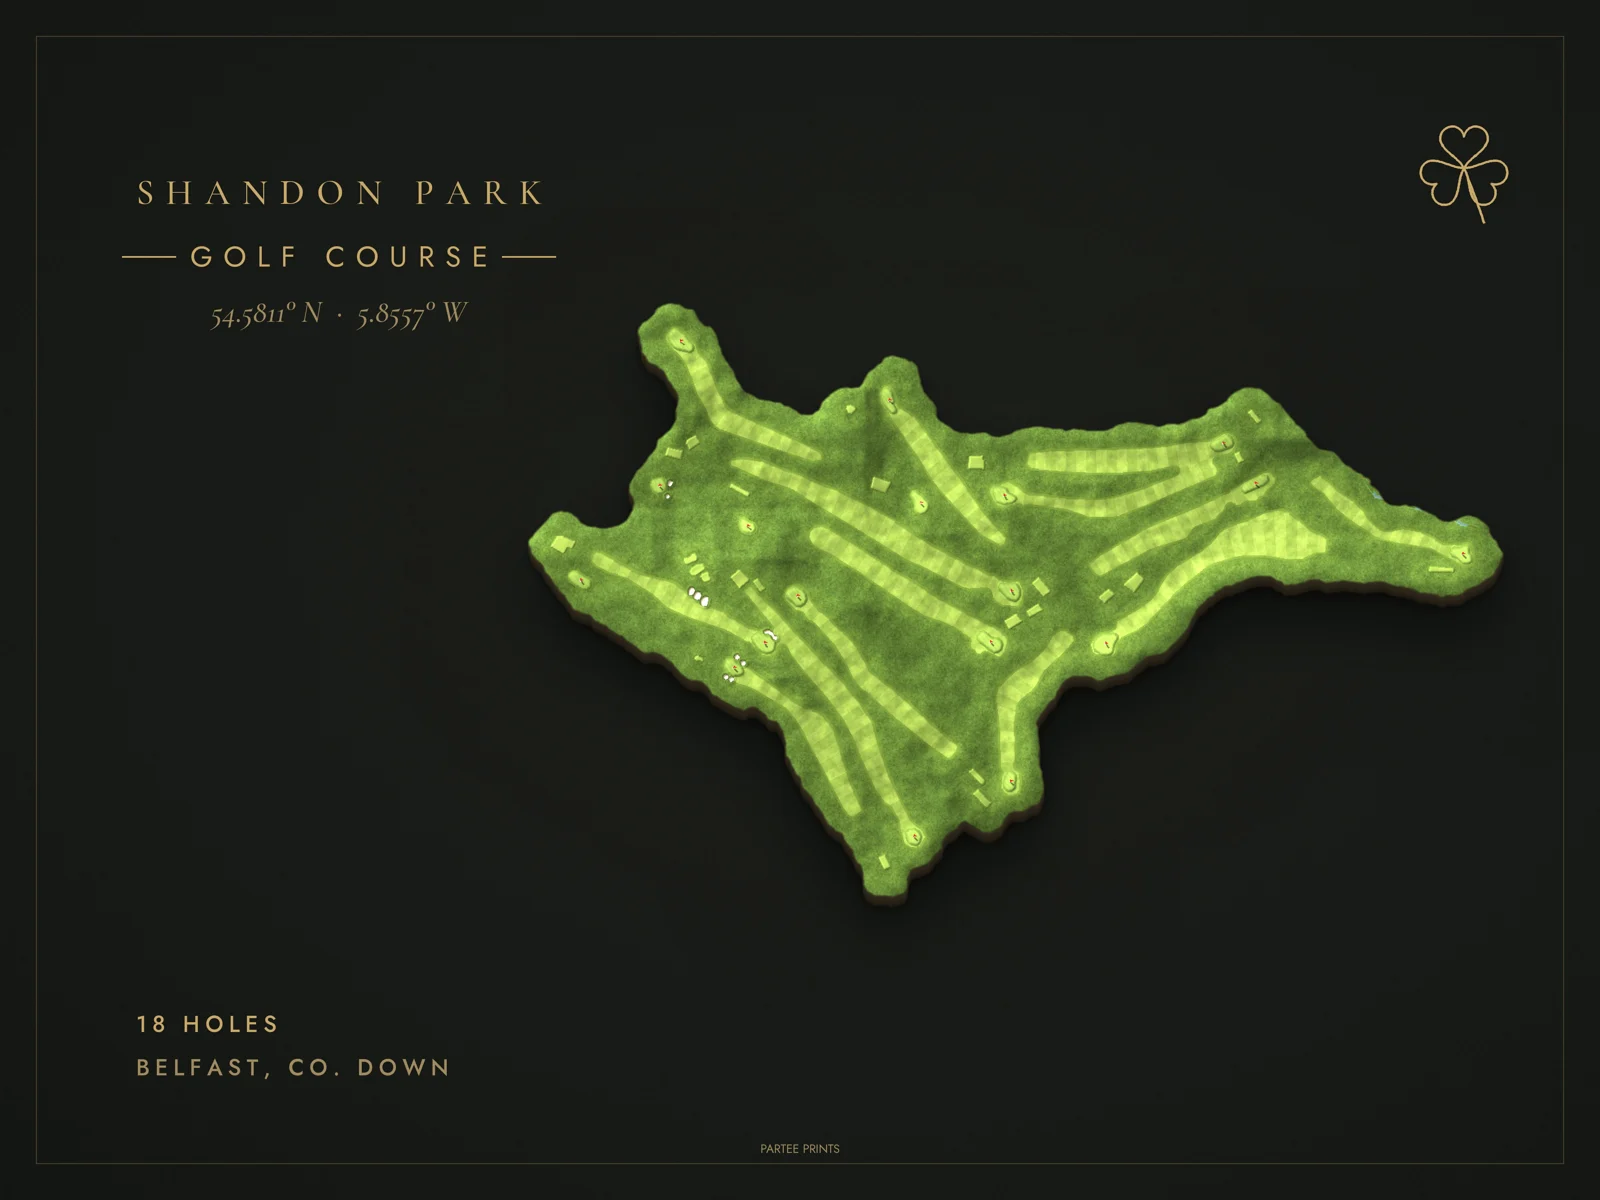 SHANDON PARK
GOLF COURSE
54.5811° N · 5.8557° W
18 HOLES
BELFAST, CO. DOWN
PARTEE PRINTS